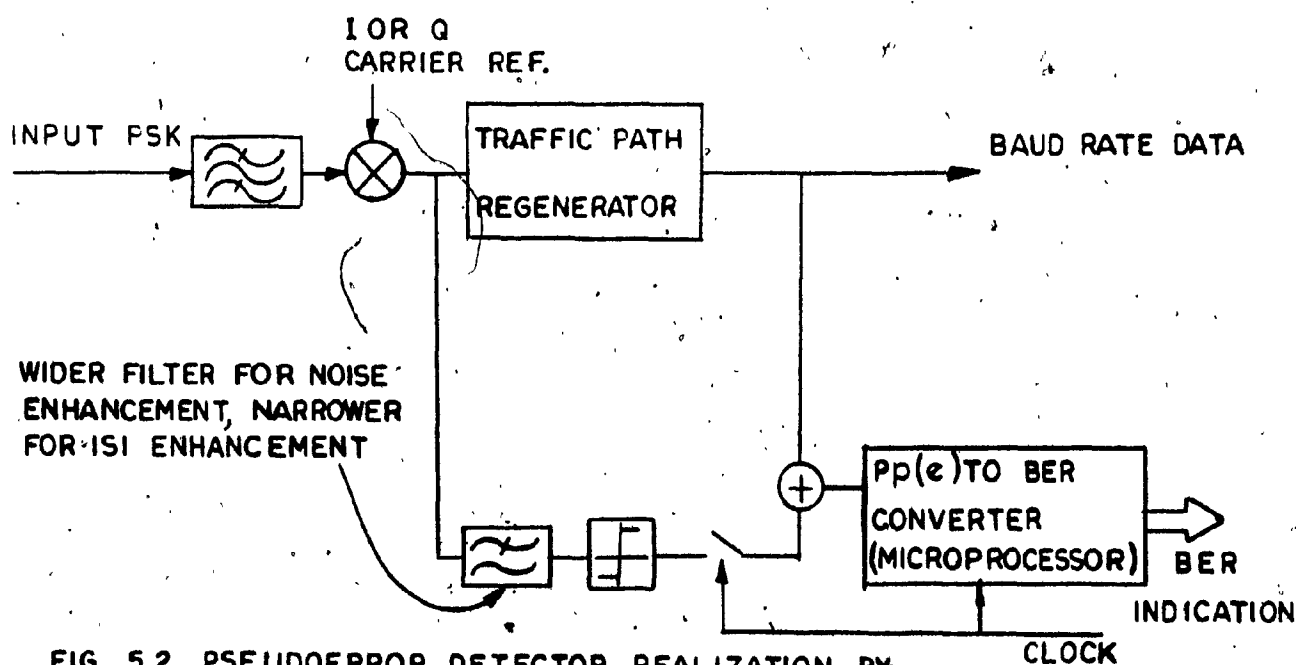 I OR Q
CARRIER REF.
INPUT PSK
TRAFFIC PATH
REGENERATOR
BAUD RATE DATA
WIDER FILTER FOR NOISE
ENHANCEMENT, NARROWER
FOR ISI ENHANCEMENT
Pp(e) TO BER
CONVERTER
(MICROPROCESSOR)
BER
INDICATION
CLOCK
FIG. 5.2 PSEUDOERROR DETECTOR REALIZATION BY